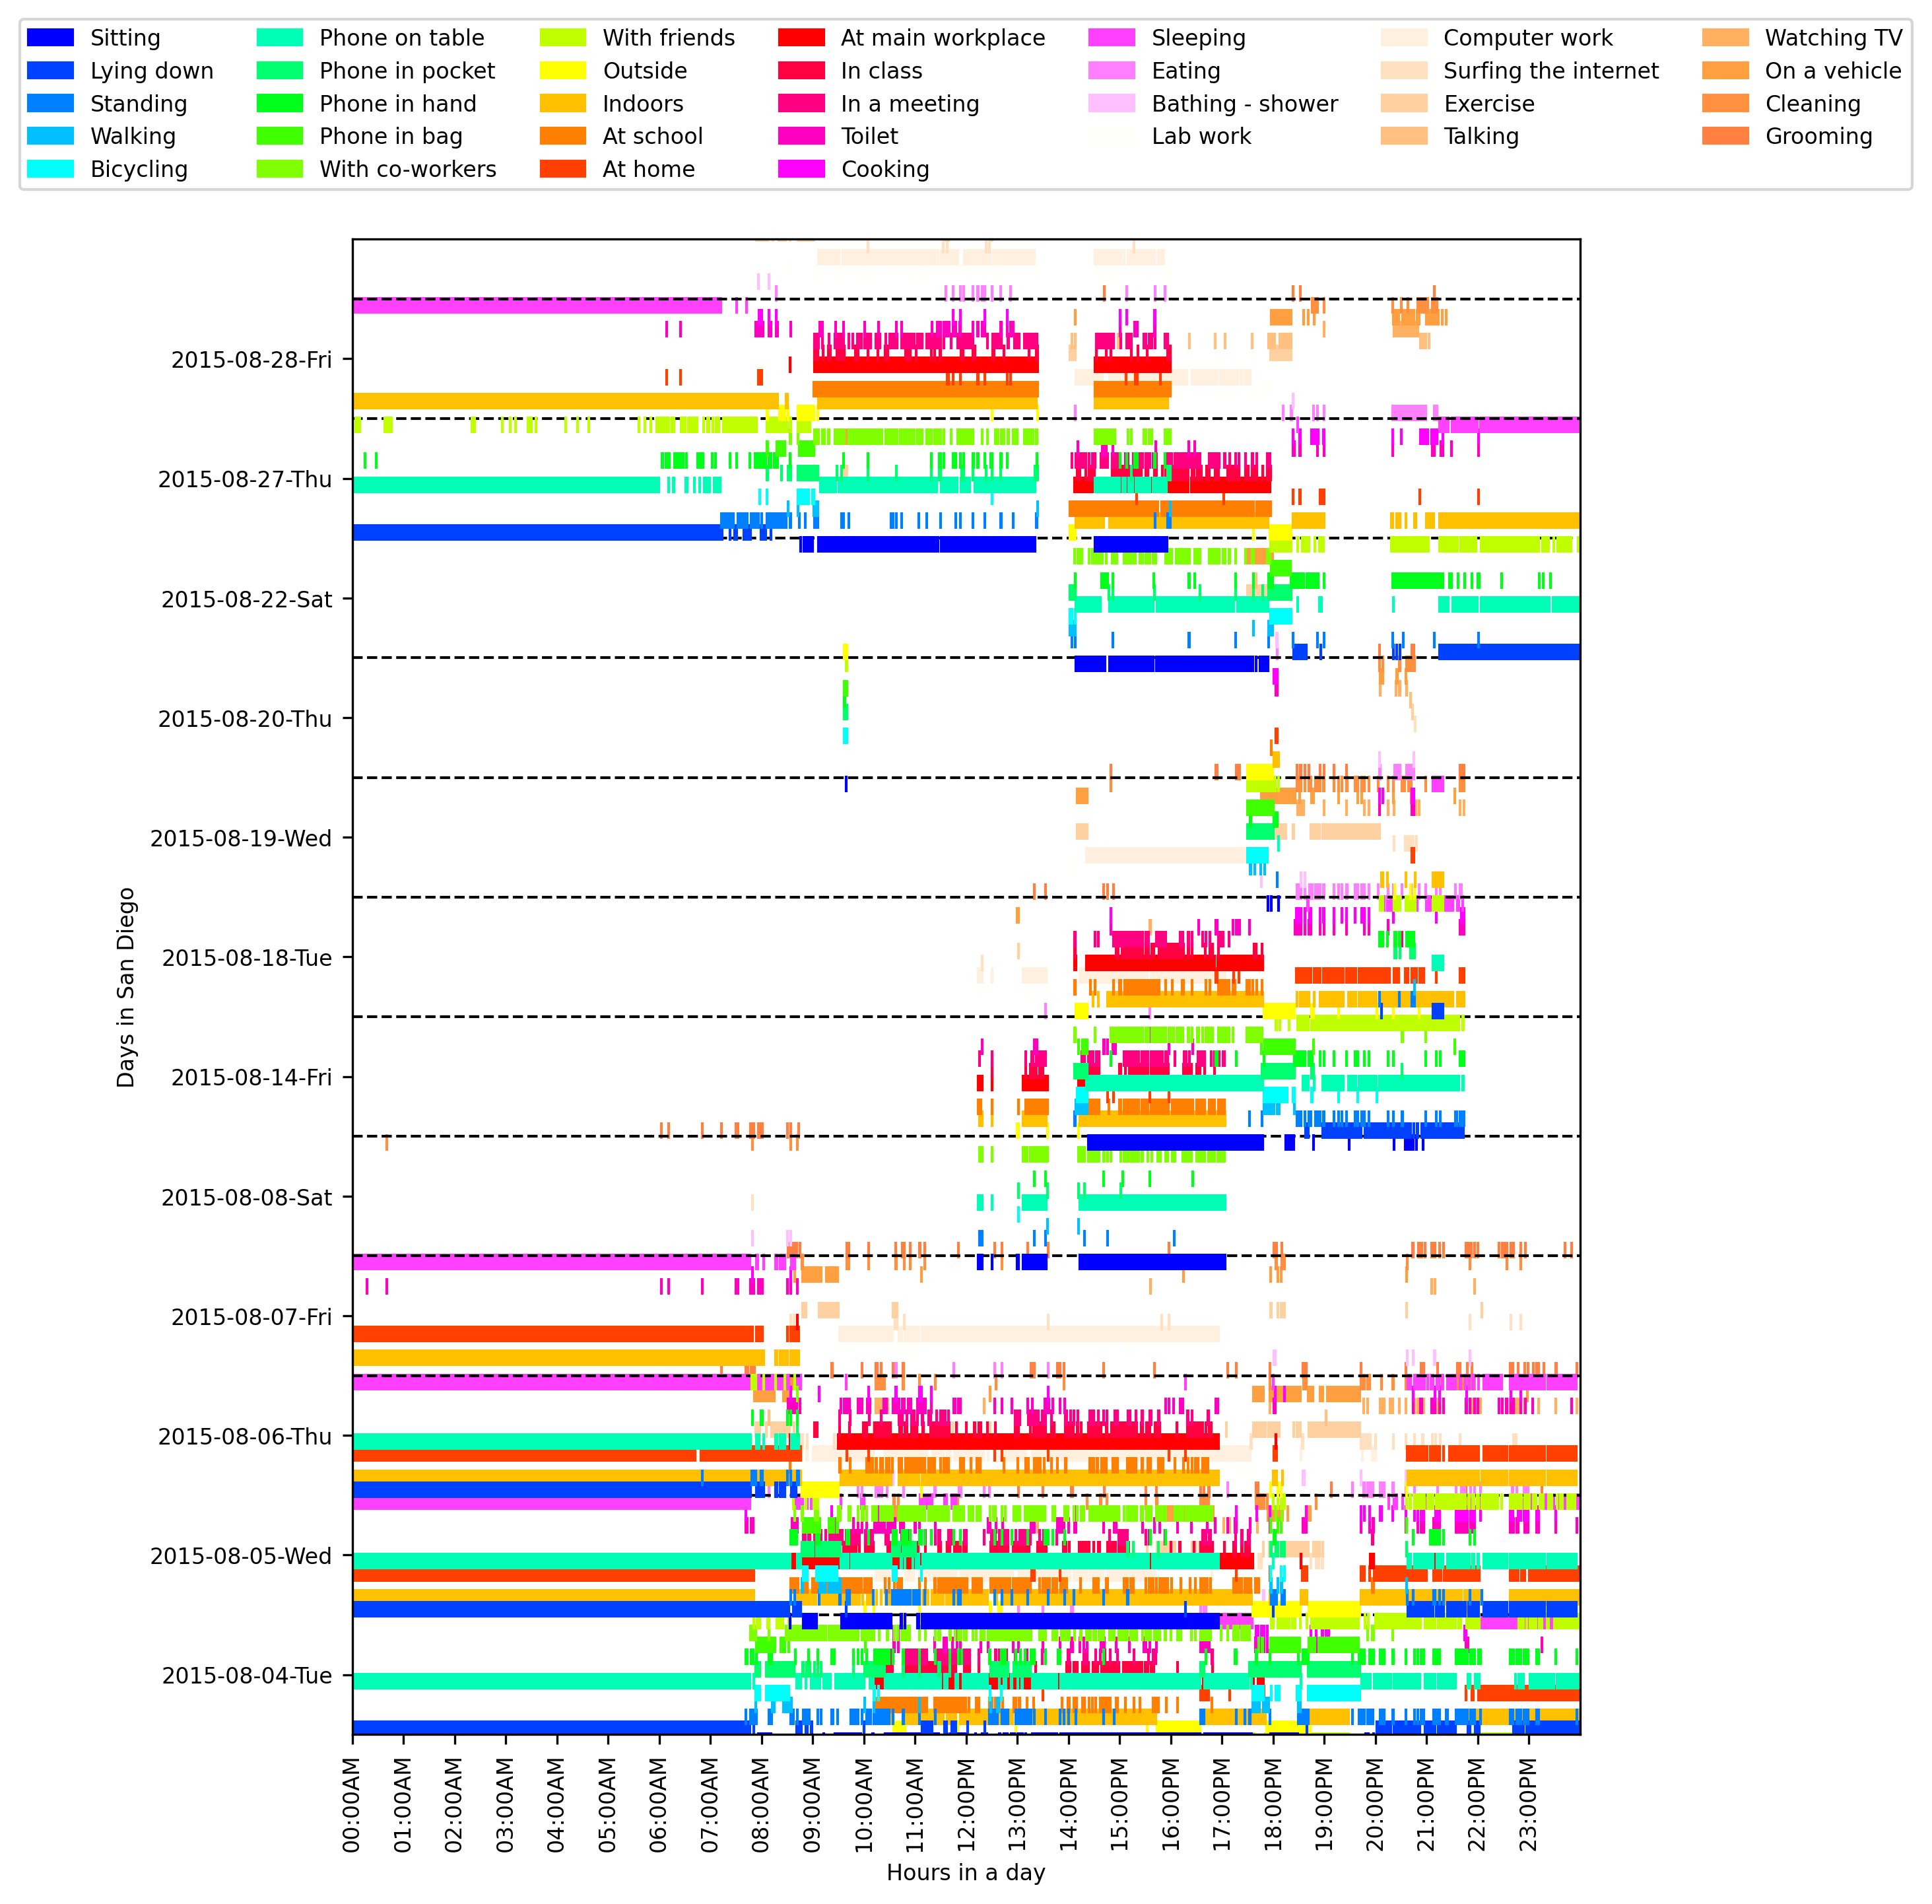 Sitting
Lying down
Standing
Walking
Bicycling
Phone on table
Phone in pocket
Phone in hand
Phone in bag
With co-workers
With friends
Outside
Indoors
At school
At home
At main workplace
In class
In a meeting
Toilet
Cooking
Sleeping
Eating
Bathing - shower
Lab work
Computer work
Surfing the internet
Exercise
Talking
Watching TV
On a vehicle
Cleaning
Grooming
Days in San Diego
2015-08-28-Fri
2015-08-27-Thu
2015-08-22-Sat
2015-08-20-Thu
2015-08-19-Wed
2015-08-18-Tue
2015-08-14-Fri
2015-08-08-Sat
2015-08-07-Fri
2015-08-06-Thu
2015-08-05-Wed
2015-08-04-Tue
00:00AM
01:00AM
02:00AM
03:00AM
04:00AM
05:00AM
06:00AM
07:00AM
08:00AM
09:00AM
10:00AM
11:00AM
12:00PM
13:00PM
14:00PM
15:00PM
16:00PM
17:00PM
18:00PM
19:00PM
20:00PM
21:00PM
22:00PM
23:00PM
Hours in a day